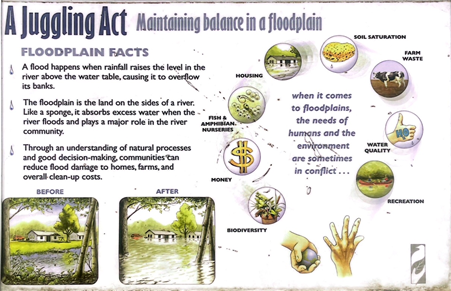 A Juggling Act Maintaining balance in a floodplain
FLOODPLAIN FACTS
A flood happens when rainfall raises the level in
the river above the water table, causing it to overflow
its banks.
The floodplain is the land on the sides of a river.
Like a sponge, it absorbs excess water when the
river floods and plays a major role in the river
community.
Through an understanding of natural processes
and good decision-making, communities can
reduce flood damage to homes, farms, and
overall clean-up costs.
BEFORE
AFTER
SOIL SATURATION
FARM
WASTE
HOUSING
FISH &
AMPHIBIAN
NURSERIES
MONEY
BIODIVERSITY
WATER
QUALITY
RECREATION
when it comes
to floodplains,
the needs of
humans and the
environment
are sometimes
in conflict . . .